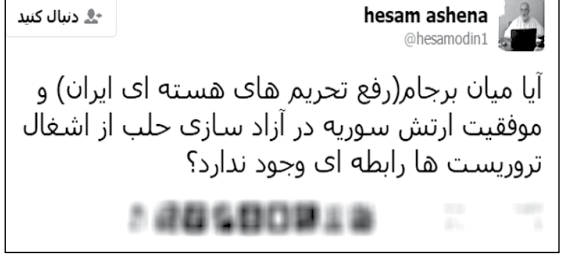 hesam ashena
@hesamodin1
دنبال کنید
آیا میان برجام(رفع تحریم های هسته ای ایران) و
موفقیت ارتش سوریه در آزاد سازی حلب از اشغال
تروریست ها رابطه ای وجود ندارد؟